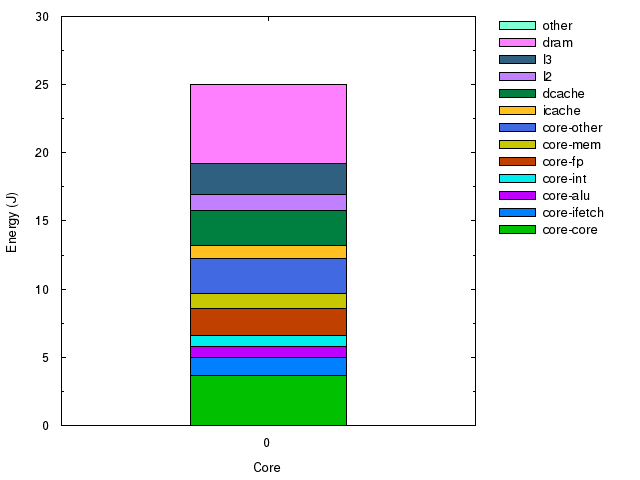 30
25
20
15
10
5
0
Energy (J)
0
Core
other
dram
l3
l2
dcache
icache
core-other
core-mem
core-fp
core-int
core-alu
core-ifetch
core-core